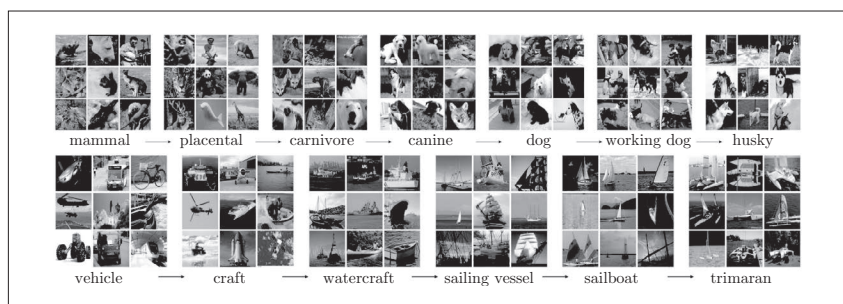 mammal → placental → carnivore → canine → dog → working dog → husky
vehicle → craft → watercraft → sailing vessel → sailboat → trimaran